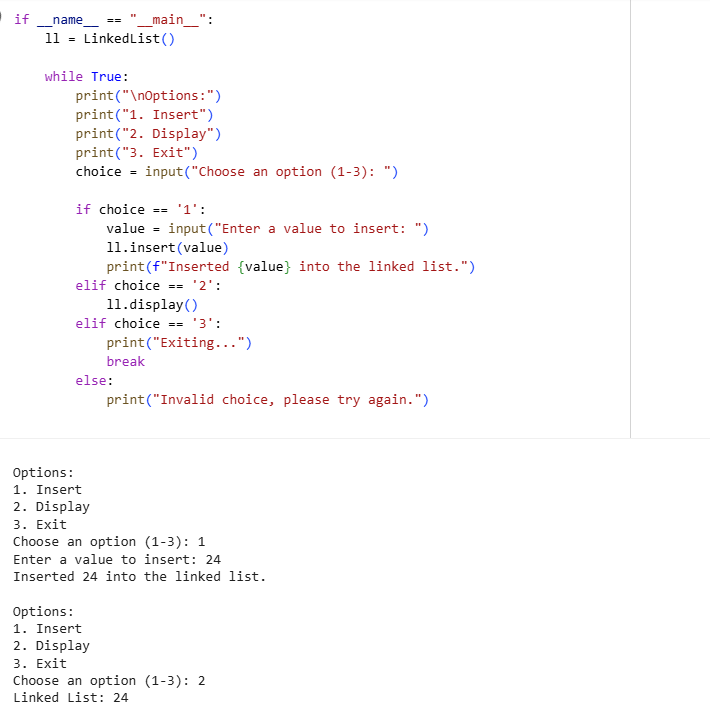 if __name__ == "__main__":
    ll = LinkedList()

    while True:
        print("\nOptions:")
        print("1. Insert")
        print("2. Display")
        print("3. Exit")
        choice = input("Choose an option (1-3): ")

        if choice == '1':
            value = input("Enter a value to insert: ")
            ll.insert(value)
            print(f"Inserted {value} into the linked list.")
        elif choice == '2':
            ll.display()
        elif choice == '3':
            print("Exiting...")
            break
        else:
            print("Invalid choice, please try again.")

Options:
1. Insert
2. Display
3. Exit
Choose an option (1-3): 1
Enter a value to insert: 24
Inserted 24 into the linked list.

Options:
1. Insert
2. Display
3. Exit
Choose an option (1-3): 2
Linked List: 24